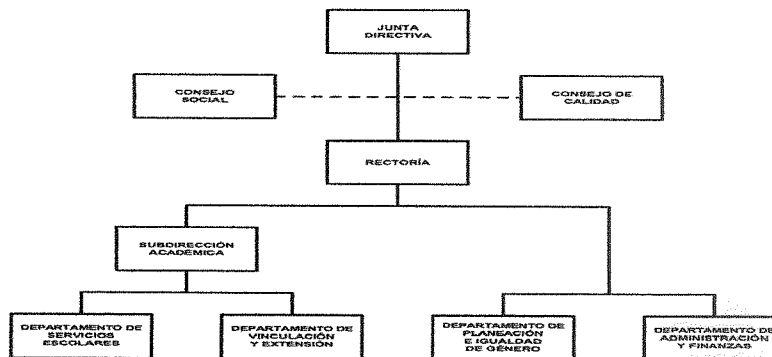 JUNTA
DIRECTIVA
CONSEJO
SOCIAL
CONSEJO DE
CALIDAD
RECTORÍA
SUBDIRECCIÓN
ACADÉMICA
DEPARTAMENTO DE
SERVICIOS
ESCOLARES
DEPARTAMENTO DE
VINCULACIÓN
Y EXTENSIÓN
DEPARTAMENTO DE
PLANEACIÓN
E IGUALDAD
DE GÉNERO
DEPARTAMENTO DE
ADMINISTRACIÓN
Y FINANZAS